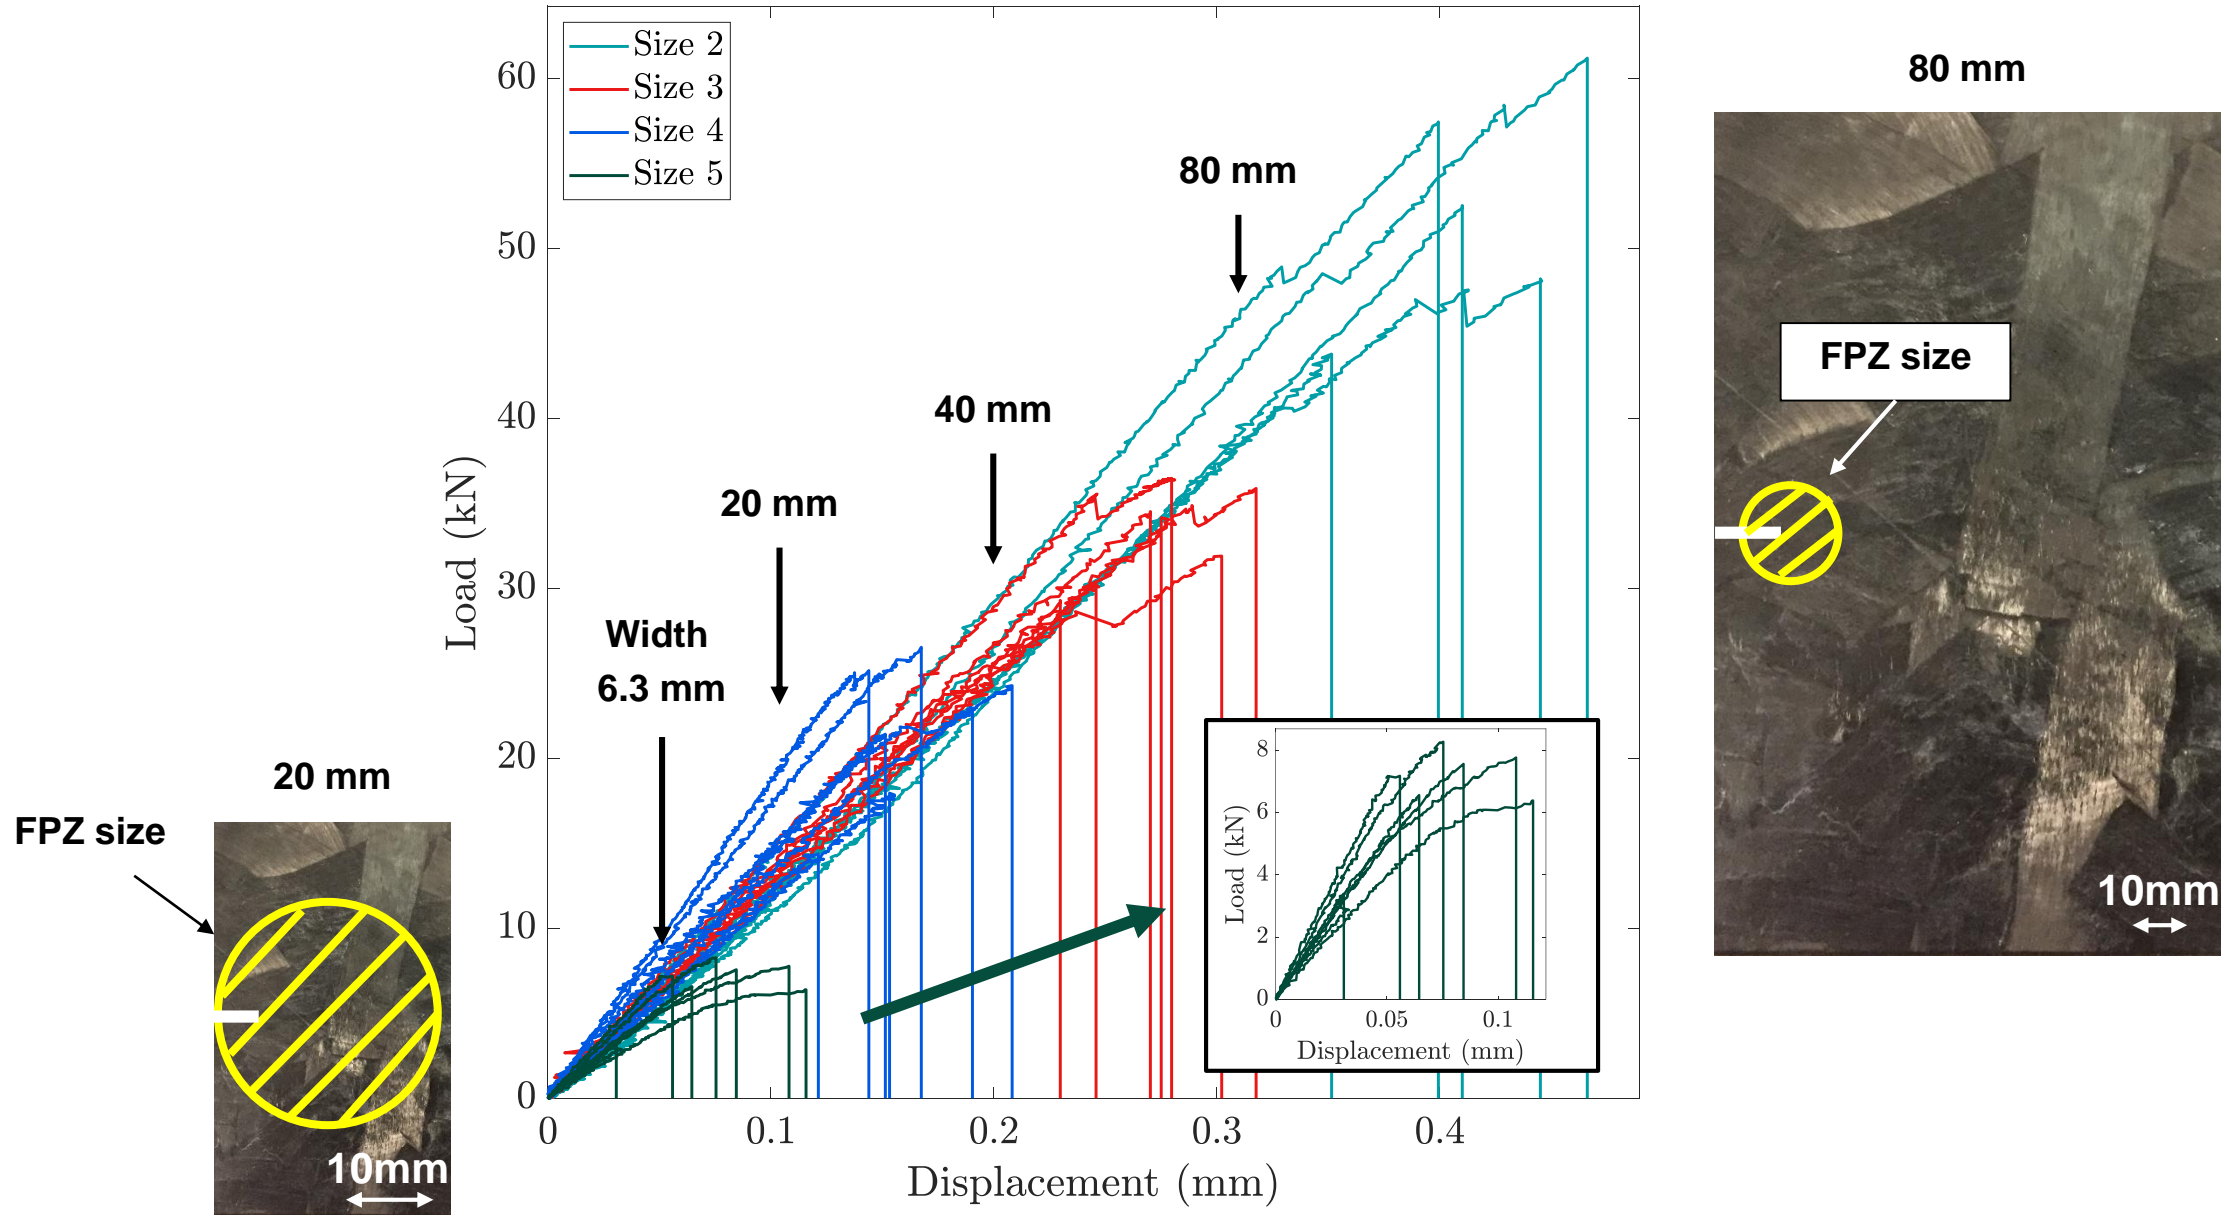 Size 2
Size 3
Size 4
Size 5
60
50
40
30
20
10
0
0
0.1
0.2
0.3
0.4
Load (kN)
Displacement (mm)
80 mm
40 mm
20 mm
Width
6.3 mm
8
6
4
2
0
0
0.05
0.1
Load (kN)
Displacement (mm)
20 mm
FPZ size
10mm
80 mm
FPZ size
10mm